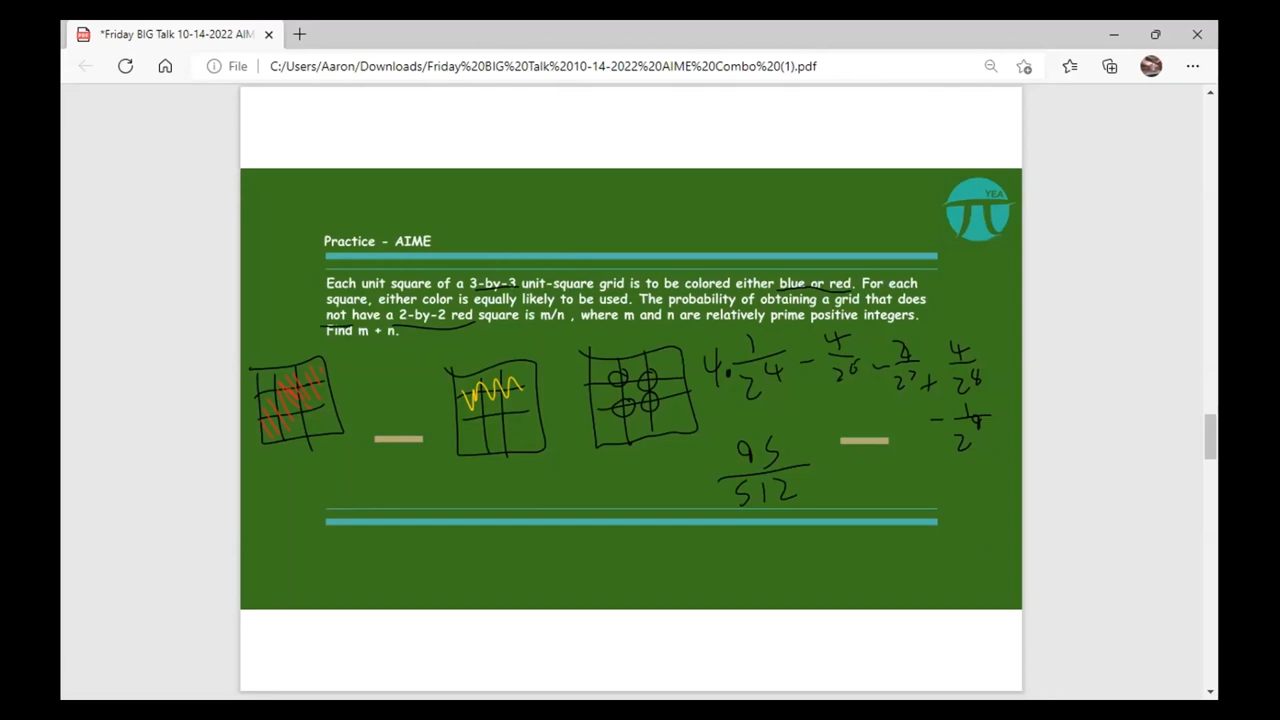 *Friday BIG Talk 10-14-2022 AIM
File C:/Users/Aaron/Downloads/Friday%20BIG%20Talk%2010-14-2022%20AIME%20Combo%20(1).pdf
YEA
Practice - AIME
Each unit square of a 3-by-3 unit-square grid is to be colored either blue or red. For each
square, either color is equally likely to be used. The probability of obtaining a grid that does
not have a 2-by-2 red square is m/n , where m and n are relatively prime positive integers.
Find m + n.
4 · 1/2^4 - 4/2^6 - 2/2^7 + 4/2^8
- 1/2^9
95/512